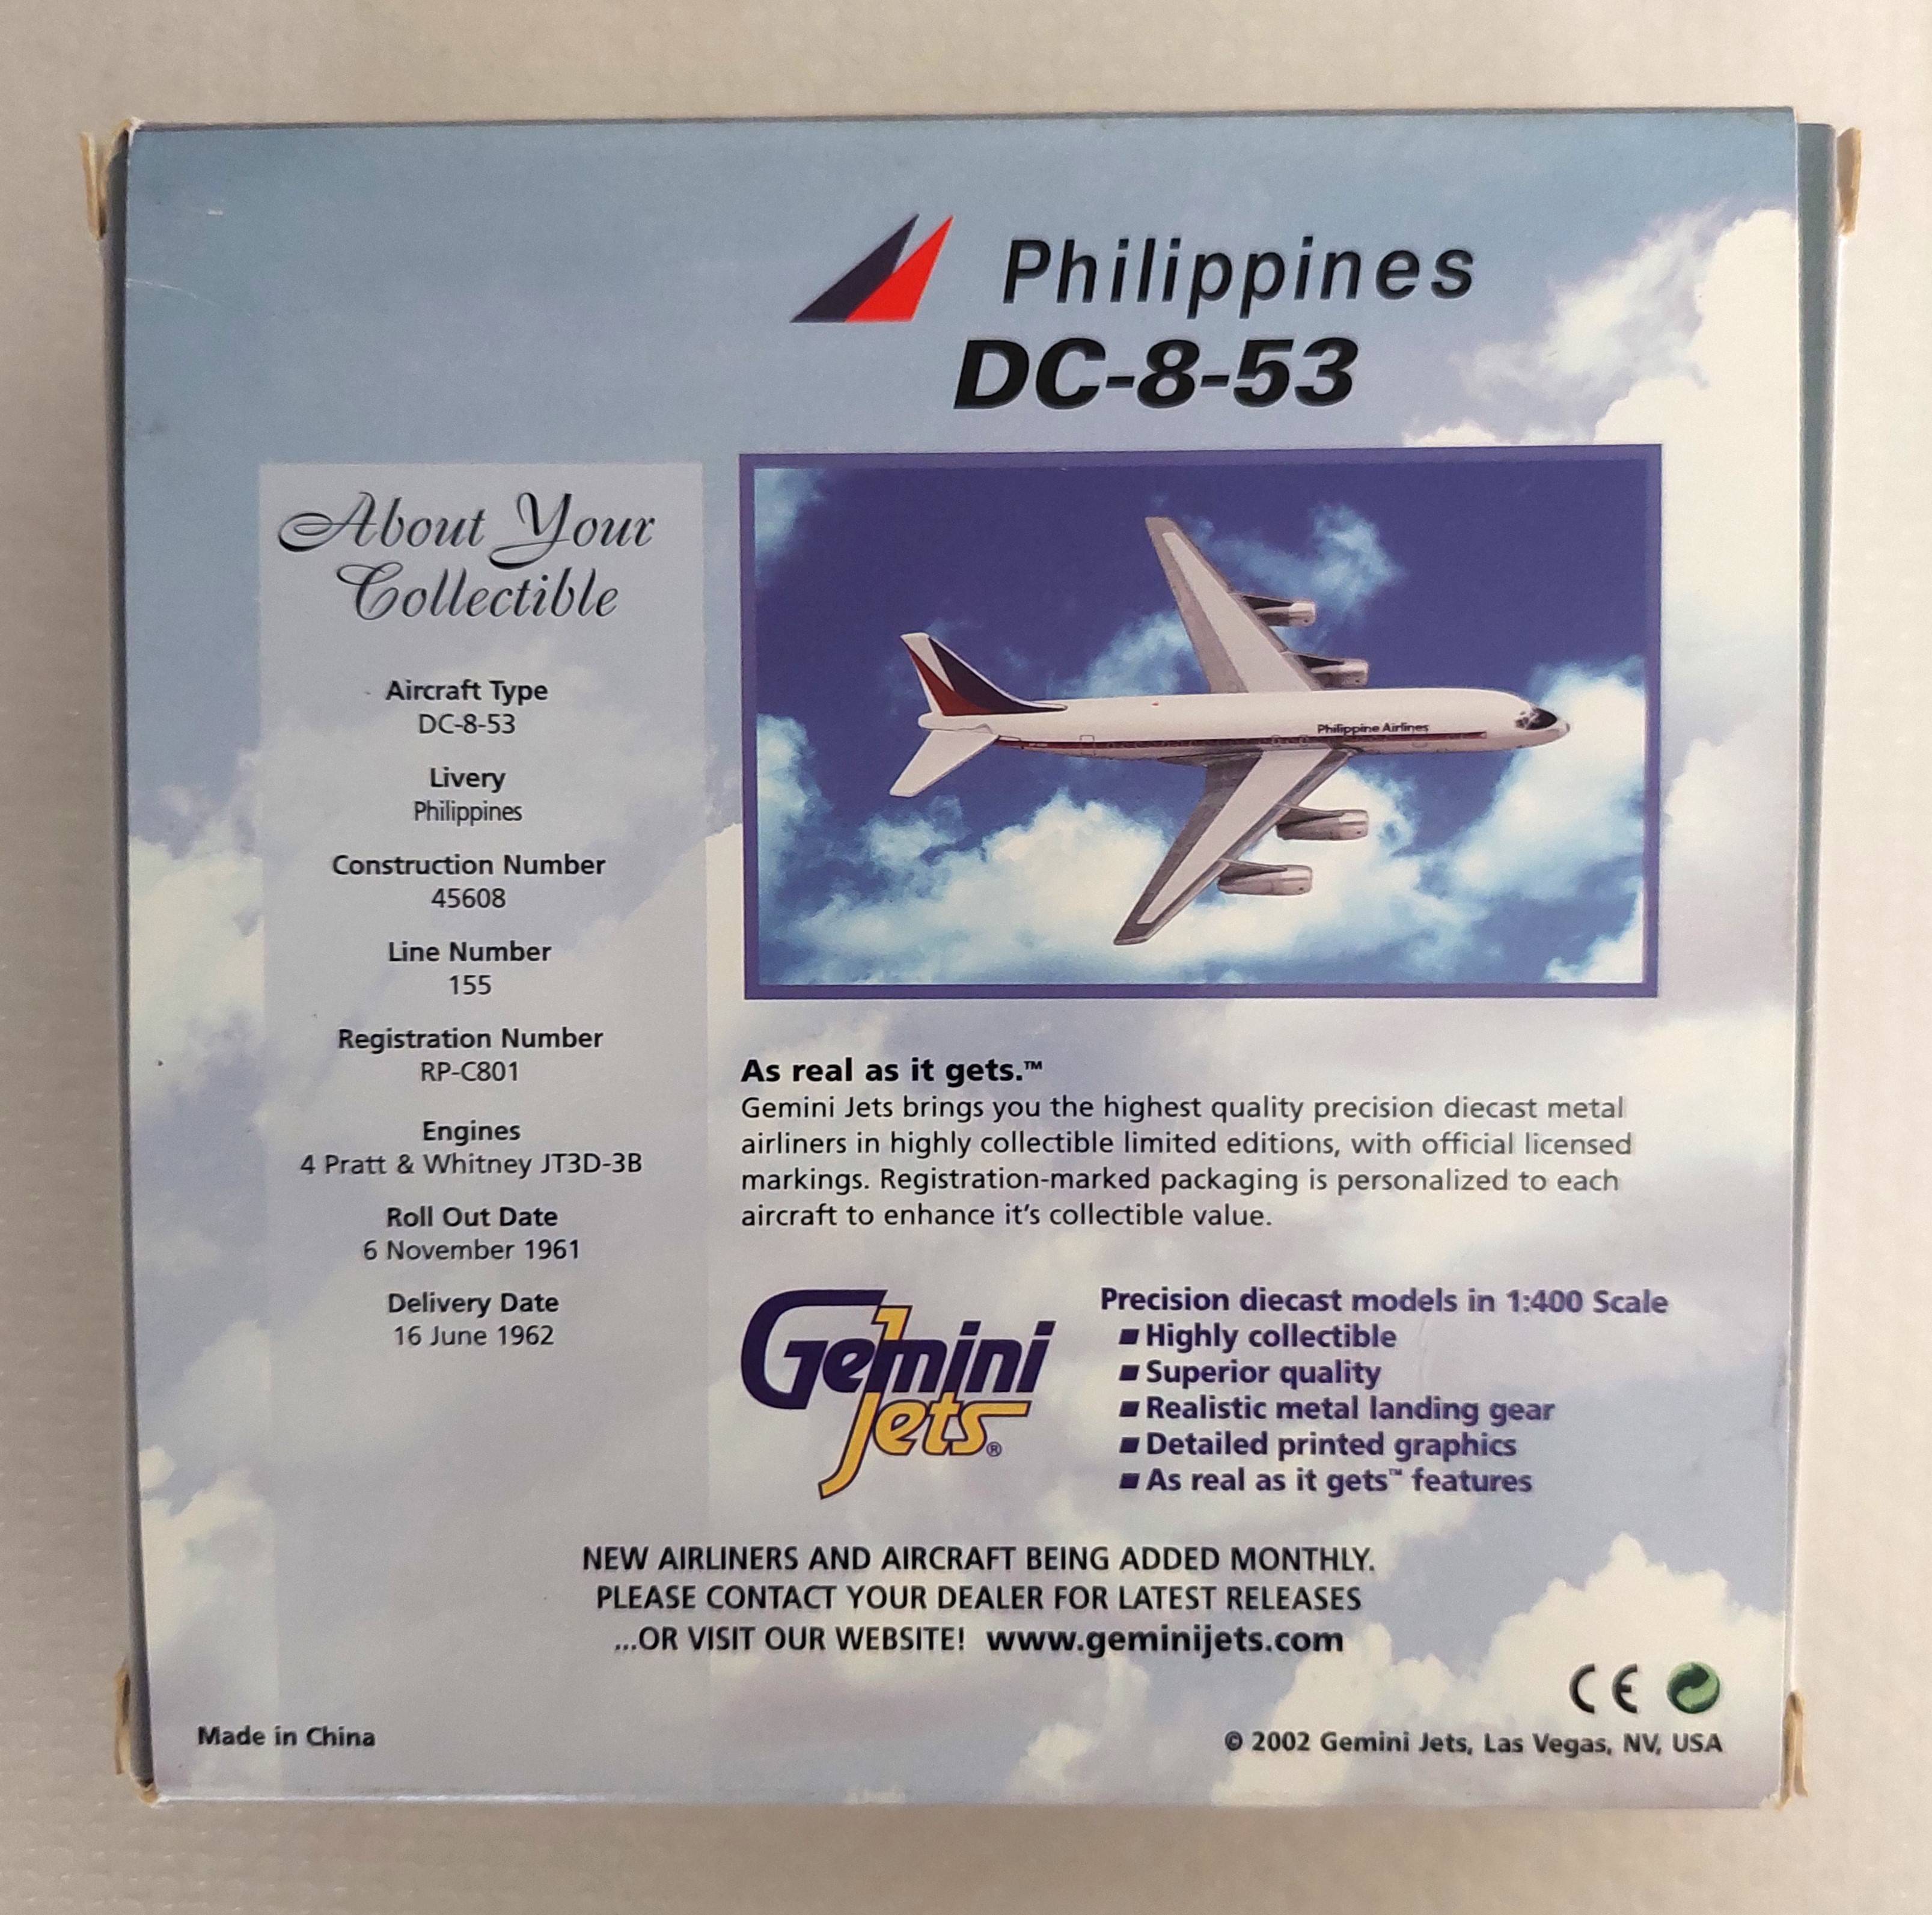 Philippines
DC-8-53
About Your
Collectible
Aircraft Type
DC-8-53
Livery
Philippines
Construction Number
45608
Line Number
155
Registration Number
RP-C801
Engines
4 Pratt & Whitney JT3D-3B
Roll Out Date
6 November 1961
Delivery Date
16 June 1962
Philippine Airlines
As real as it gets.™
Gemini Jets brings you the highest quality precision diecast metal
airliners in highly collectible limited editions, with official licensed
markings. Registration-marked packaging is personalized to each
aircraft to enhance it's collectible value.
Gemini
Jets®
Precision diecast models in 1:400 Scale
■ Highly collectible
■ Superior quality
■ Realistic metal landing gear
■ Detailed printed graphics
■ As real as it gets™ features
NEW AIRLINERS AND AIRCRAFT BEING ADDED MONTHLY.
PLEASE CONTACT YOUR DEALER FOR LATEST RELEASES
...OR VISIT OUR WEBSITE! www.geminijets.com
CE
Made in China
© 2002 Gemini Jets, Las Vegas, NV, USA